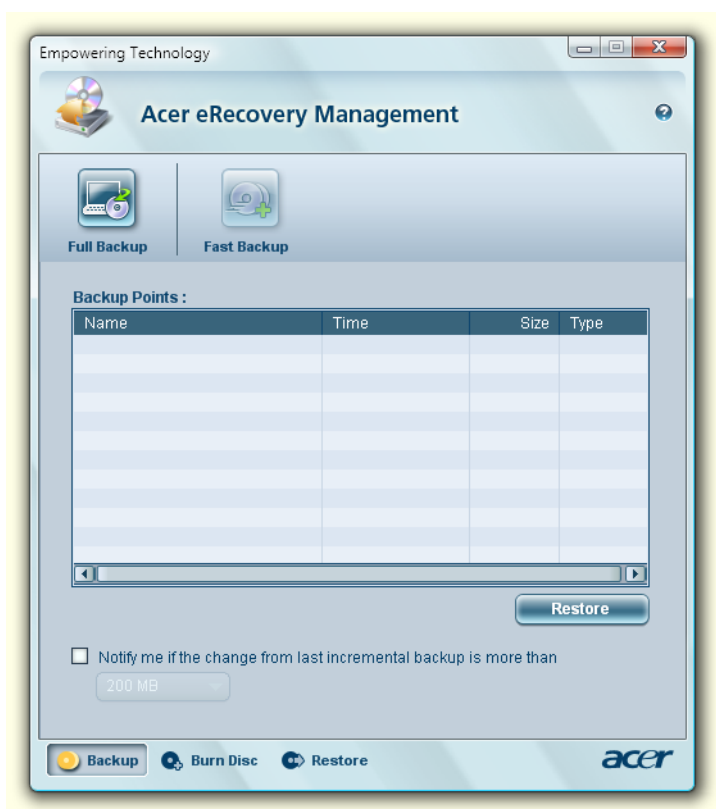 Empowering Technology
Acer eRecovery Management
Full Backup
Fast Backup
Backup Points :
Name Time Size Type
Restore
Notify me if the change from last incremental backup is more than
200 MB
Backup Burn Disc Restore acer